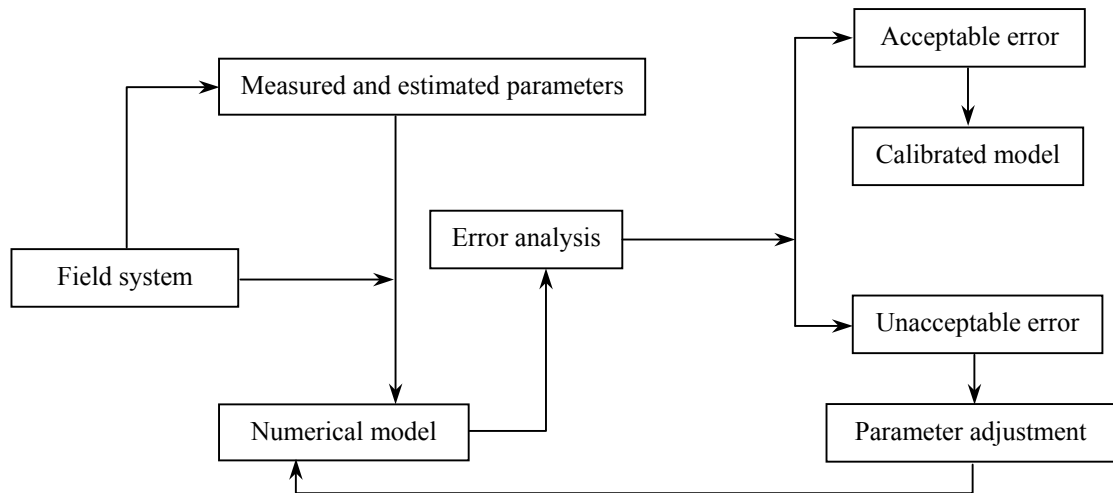 Acceptable error
Measured and estimated parameters
Calibrated model
Error analysis
Field system
Unacceptable error
Numerical model
Parameter adjustment